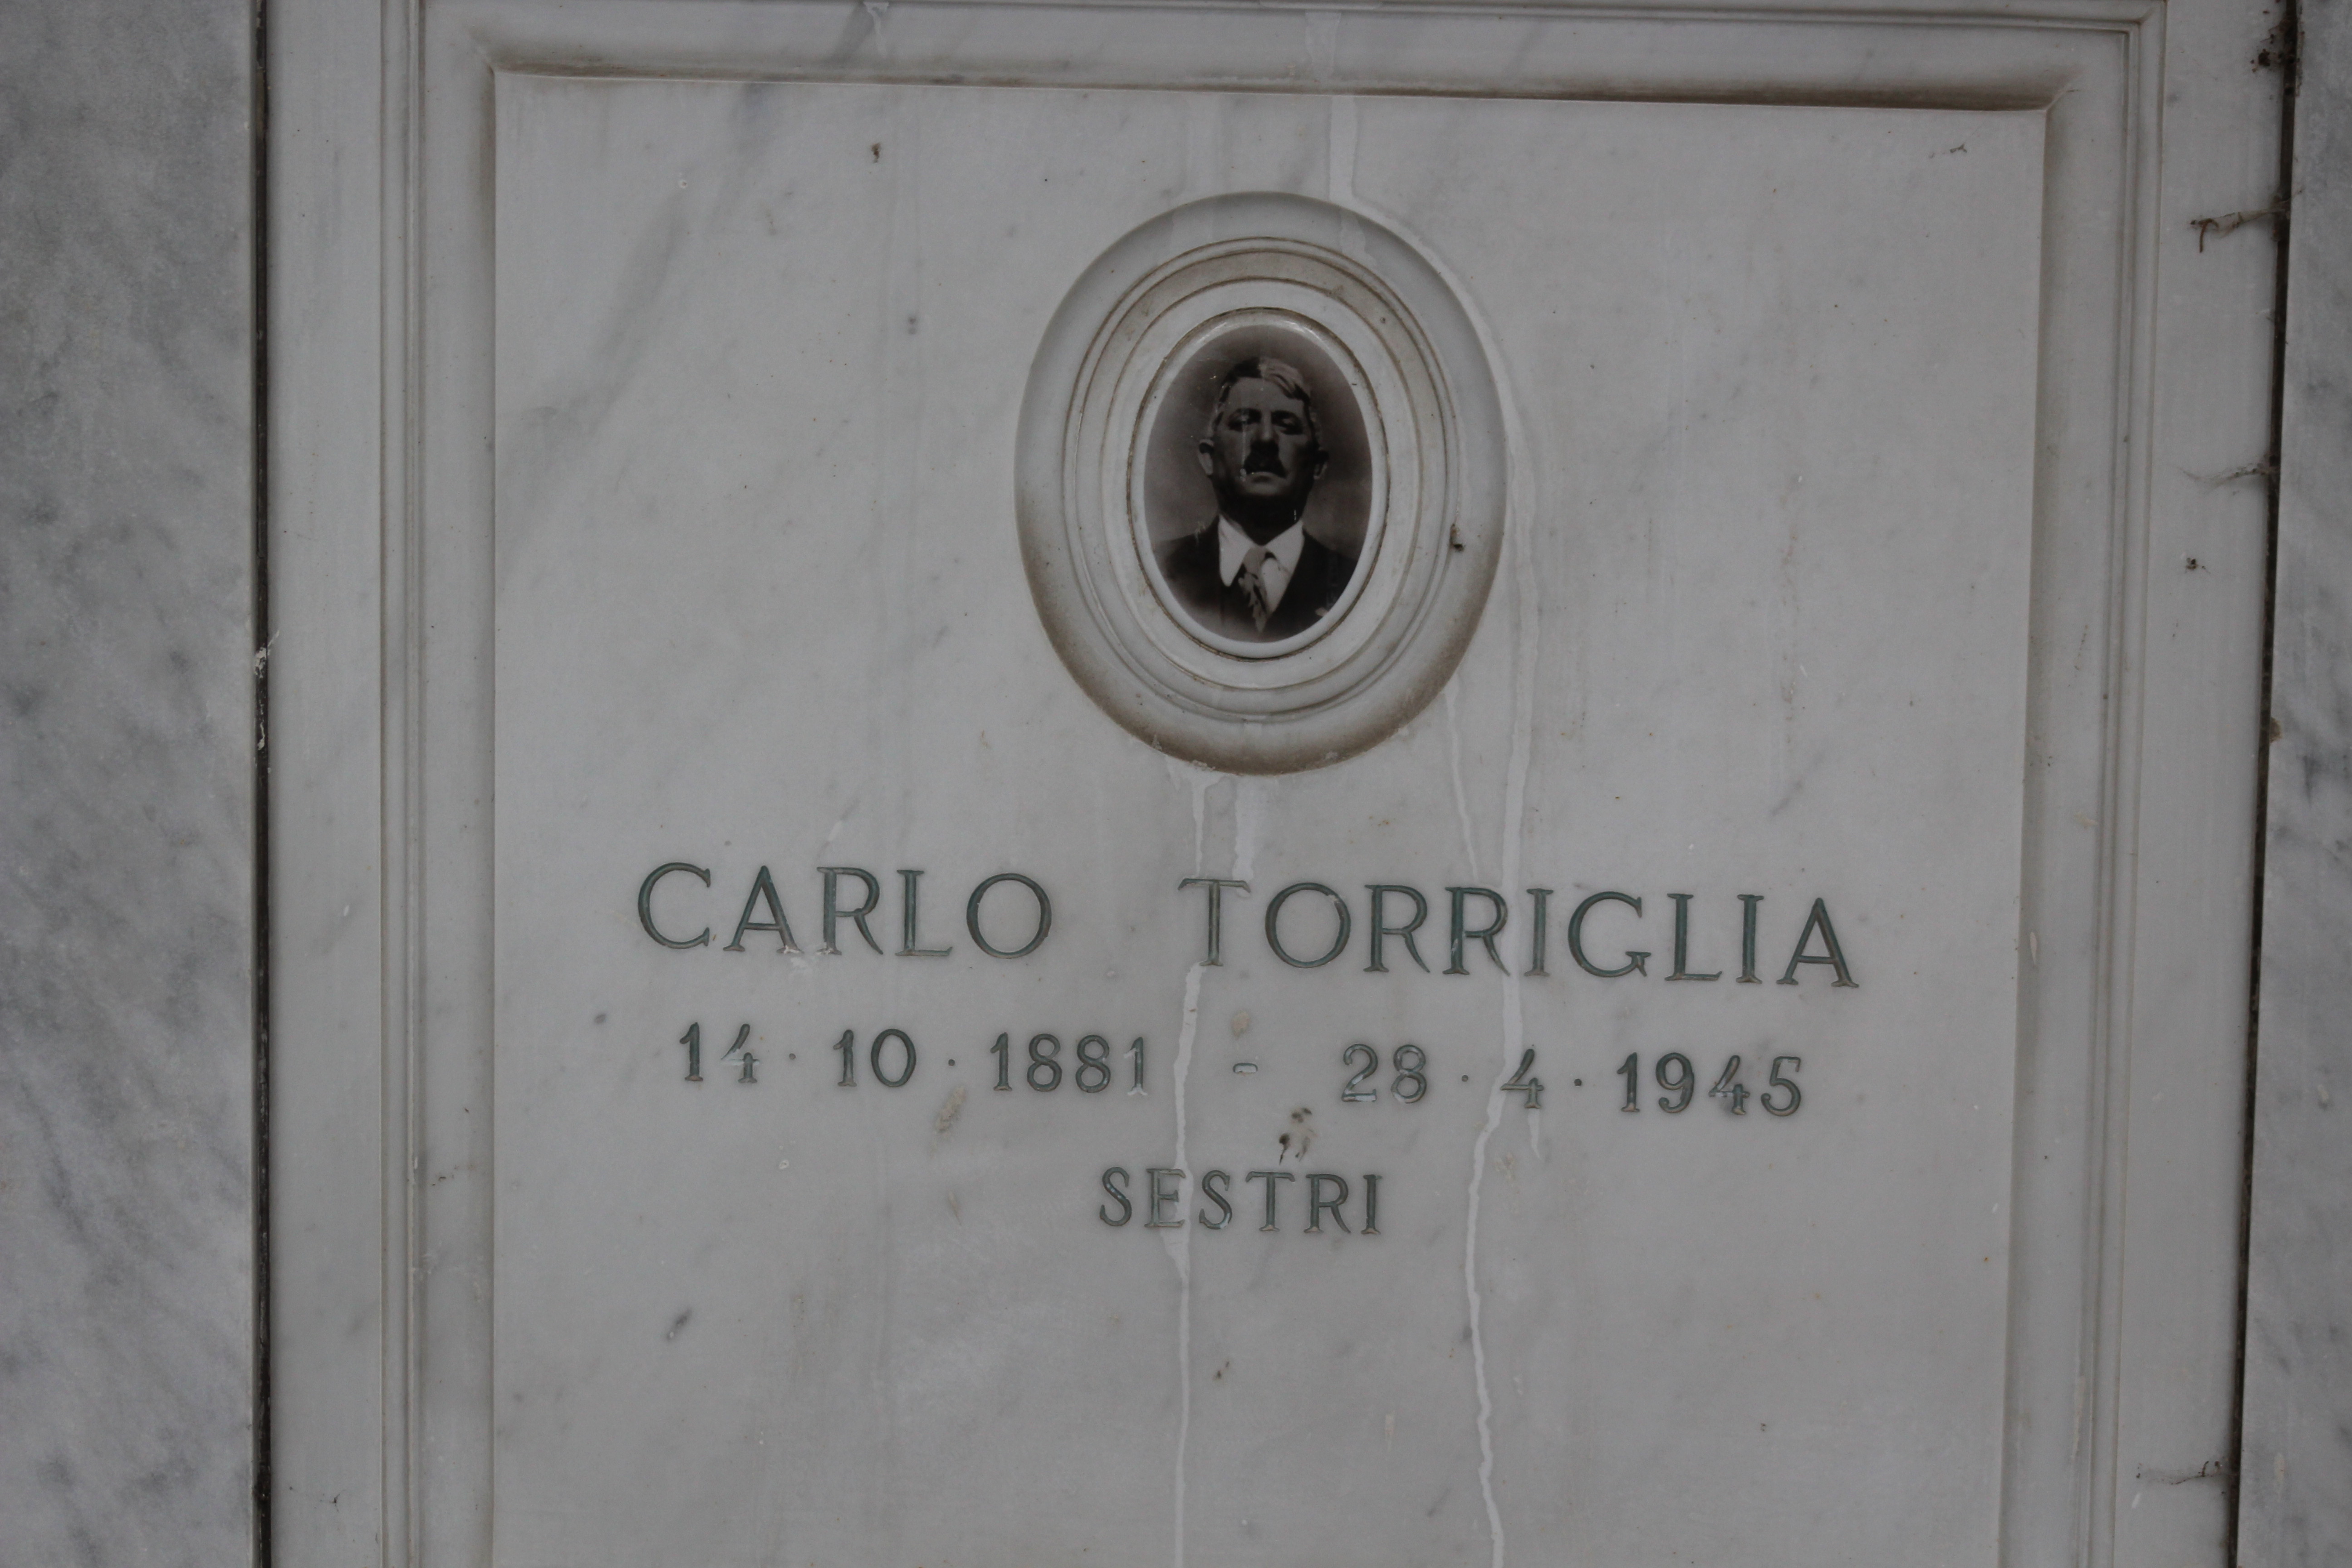 CARLO TORRIGLIA
14 · 10 · 1881 - 28 · 4 · 1945
SESTRI